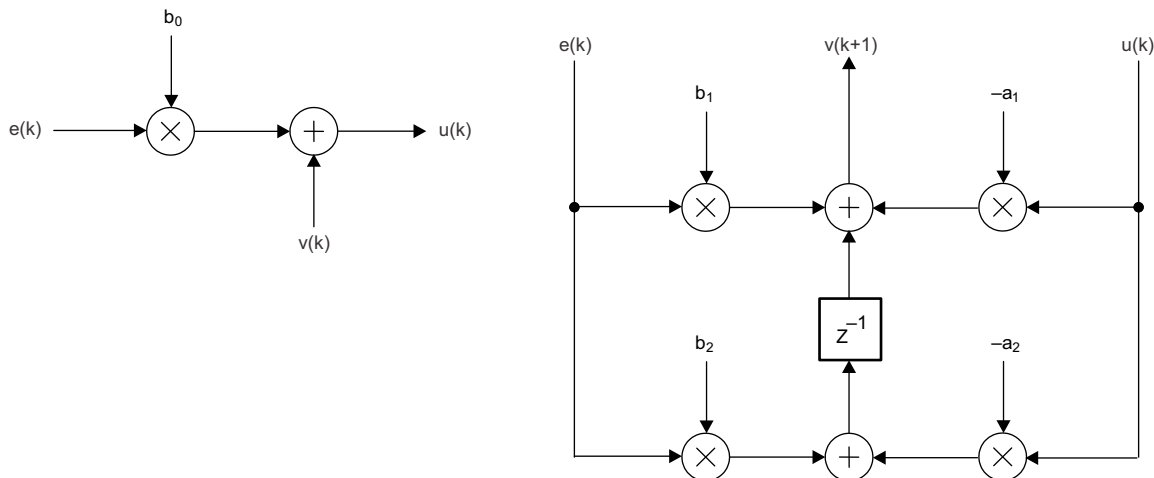 b₀
e(k)
u(k)
v(k)
e(k)
v(k+1)
u(k)
b₁
–a₁
z⁻¹
b₂
–a₂